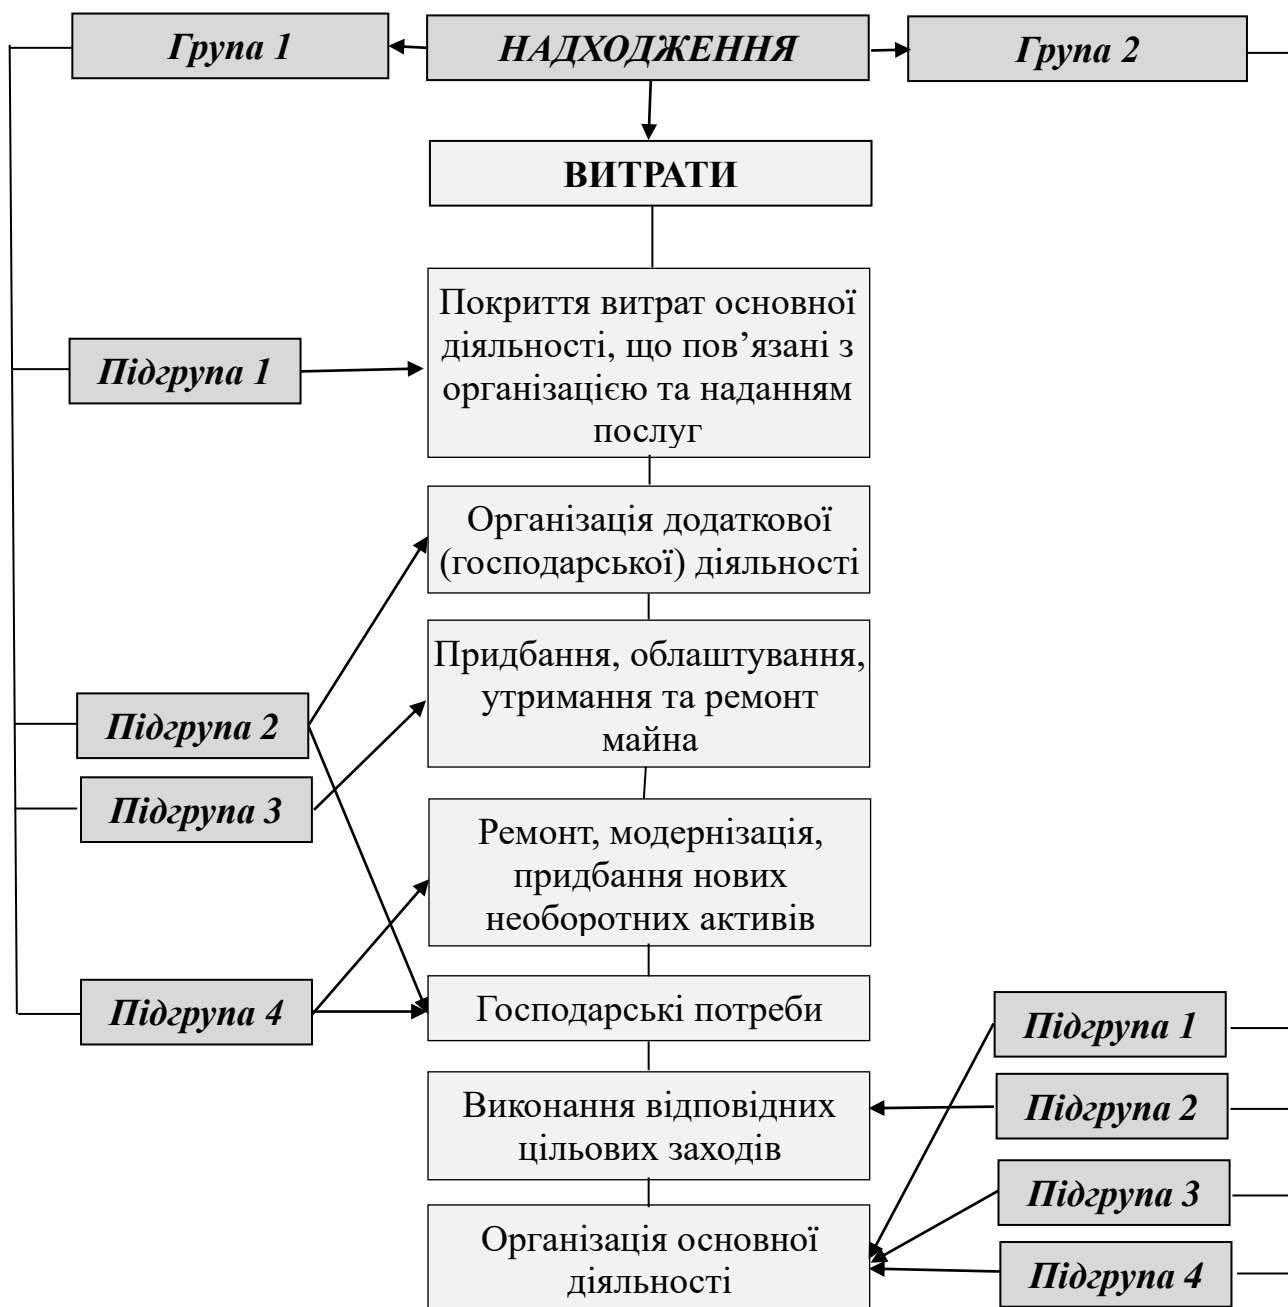 Група 1
НАДХОДЖЕННЯ
Група 2
ВИТРАТИ
Покриття витрат основної
діяльності, що пов’язані з
організацією та наданням
послуг
Підгрупа 1
Організація додаткової
(господарської) діяльності
Придбання, облаштування,
утримання та ремонт
майна
Підгрупа 2
Підгрупа 3
Ремонт, модернізація,
придбання нових
необоротних активів
Підгрупа 4
Господарські потреби
Підгрупа 1
Виконання відповідних
цільових заходів
Підгрупа 2
Підгрупа 3
Організація основної
діяльності
Підгрупа 4